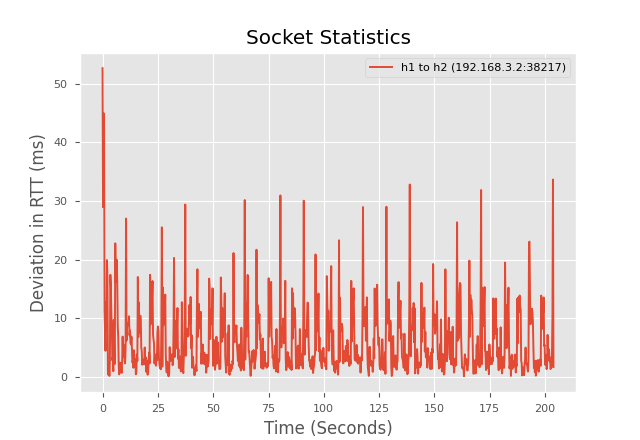 Socket Statistics
h1 to h2 (192.168.3.2:38217)
Deviation in RTT (ms)
50
40
30
20
10
0
0 25 50 75 100 125 150 175 200
Time (Seconds)